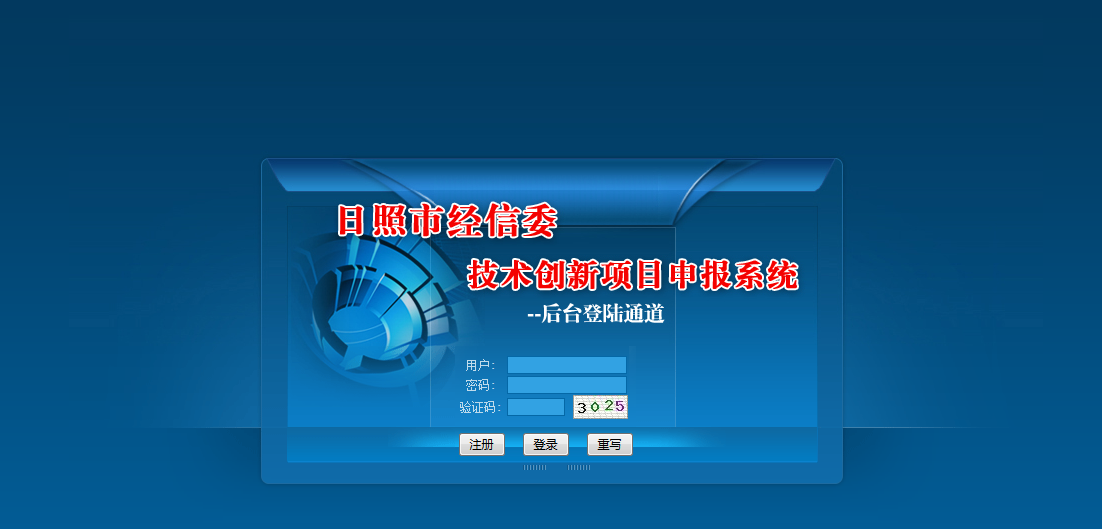 日照市经信委
技术创新项目申报系统
--后台登陆通道
用户：
密码：
验证码： 3025
注册 登录 重写